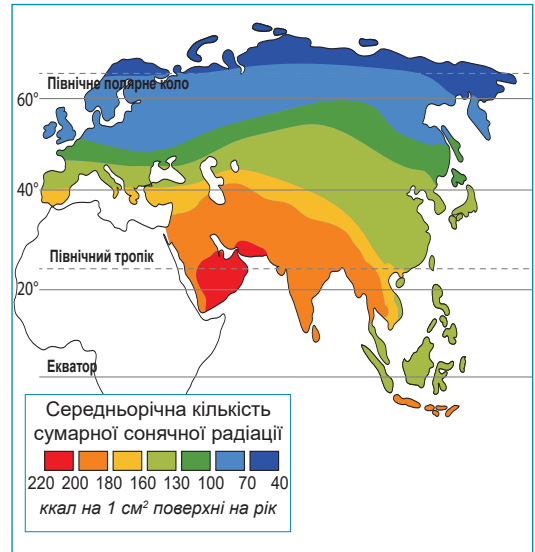 Північне полярне коло
60°
40°
Північний тропік
20°
Екватор
Середньорічна кількість
сумарної сонячної радіації
220 200 180 160 130 100 70 40
ккал на 1 см² поверхні на рік